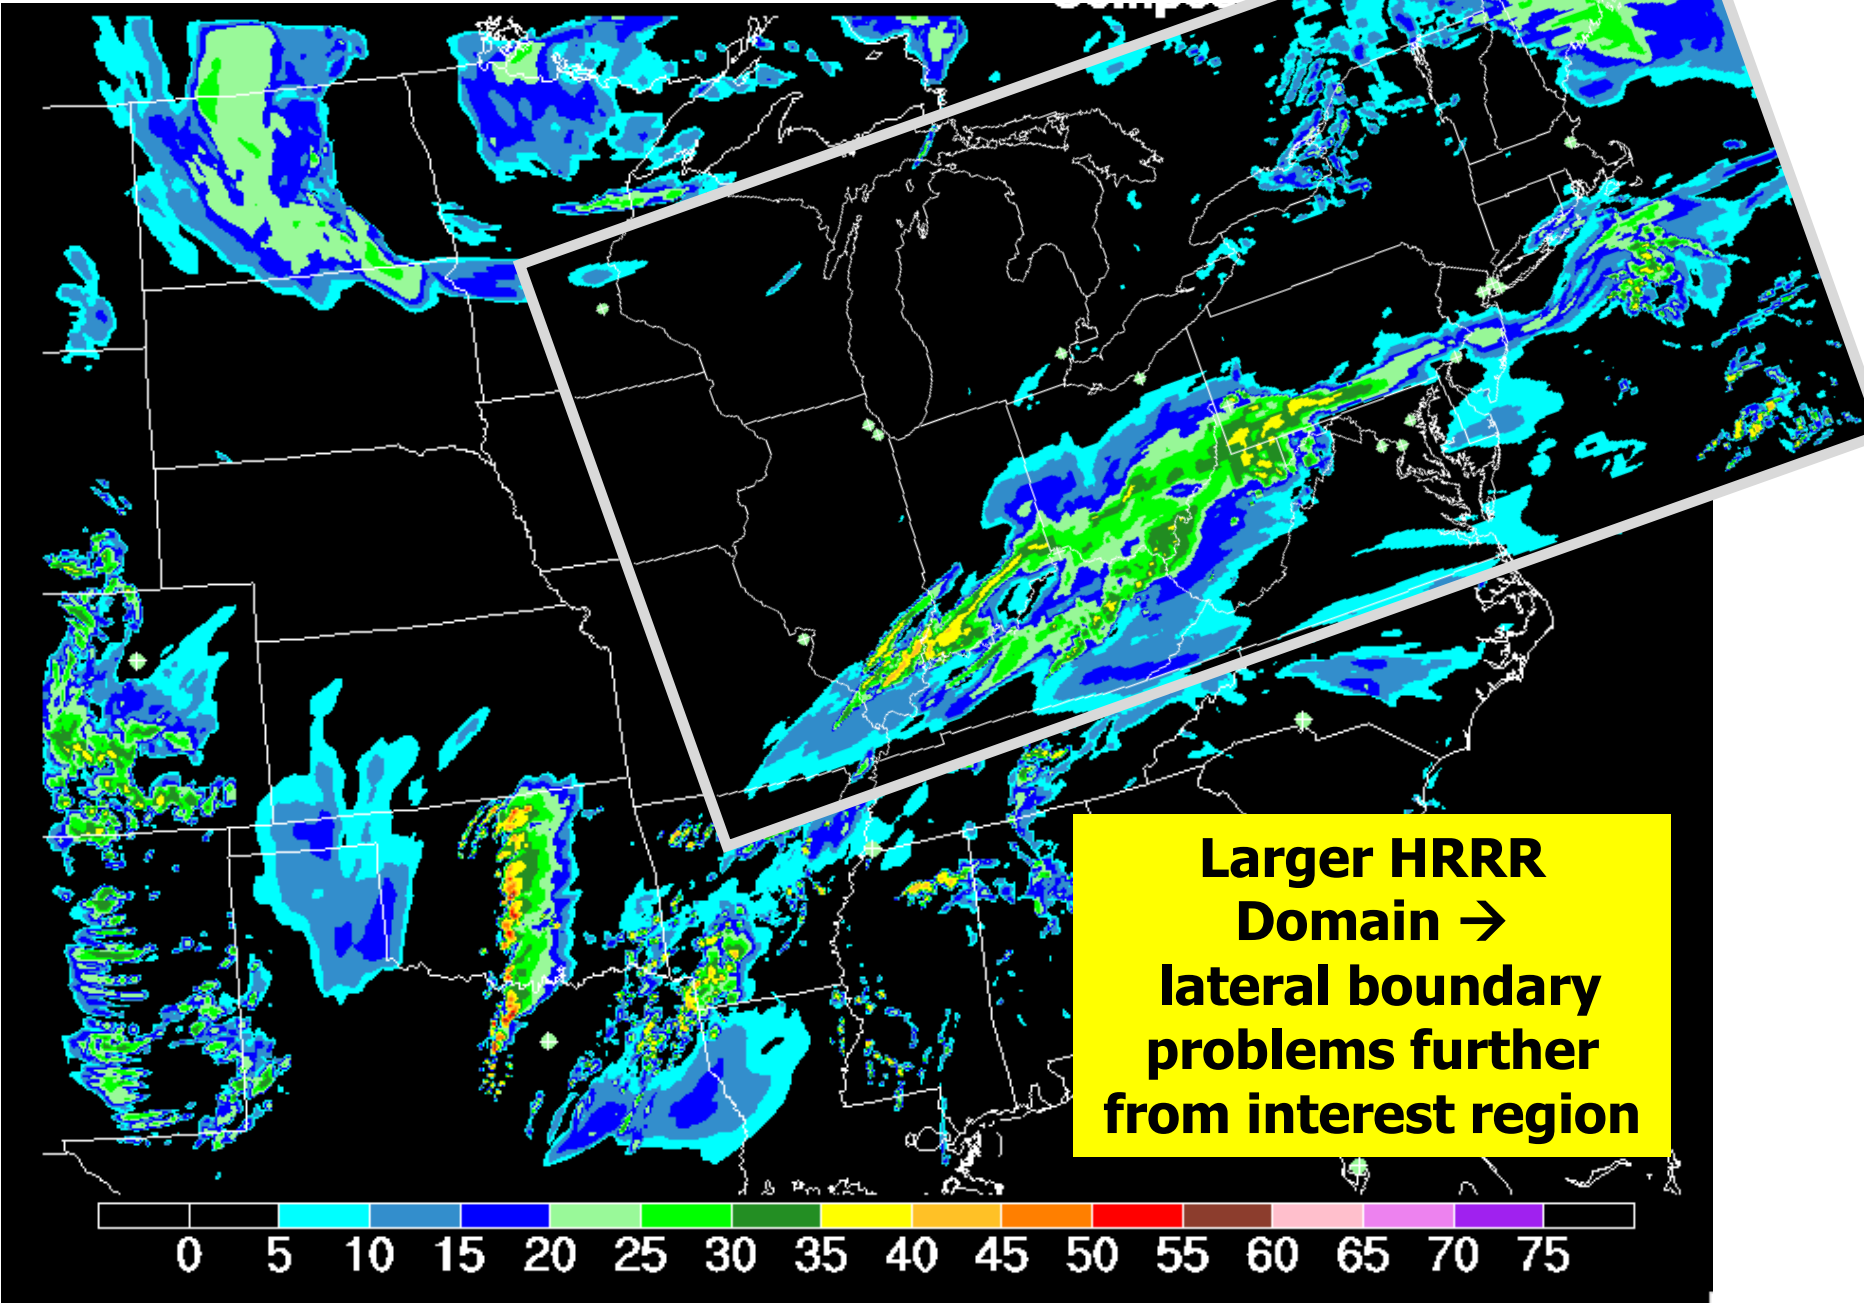 Larger HRRR
Domain →
lateral boundary
problems further
from interest region
0 5 10 15 20 25 30 35 40 45 50 55 60 65 70 75